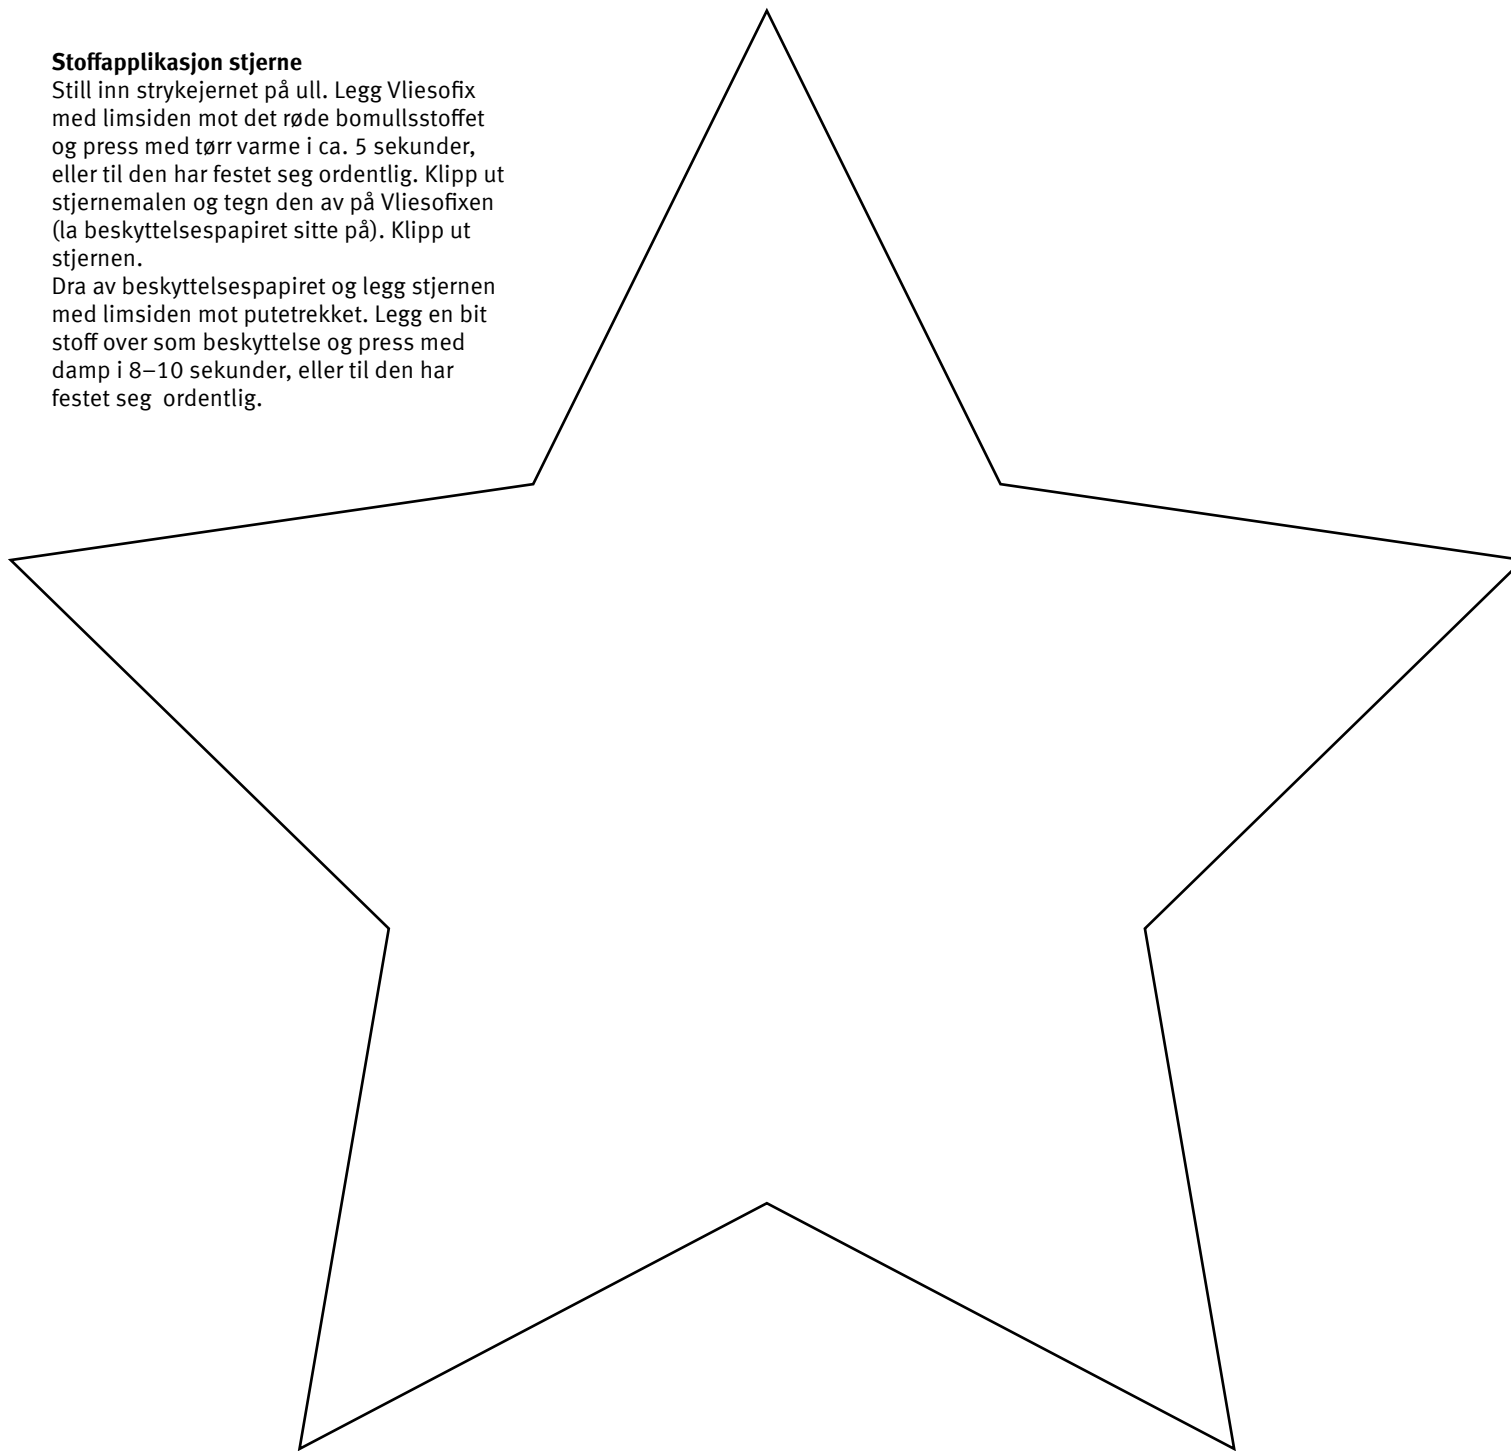 Stoffapplikasjon stjerne
Still inn strykejernet på ull. Legg Vliesofix
med limsiden mot det røde bomullsstoffet
og press med tørr varme i ca. 5 sekunder,
eller til den har festet seg ordentlig. Klipp ut
stjernemalen og tegn den av på Vliesofixen
(la beskyttelsespapiret sitte på). Klipp ut
stjernen.
Dra av beskyttelsespapiret og legg stjernen
med limsiden mot putetrekket. Legg en bit
stoff over som beskyttelse og press med
damp i 8–10 sekunder, eller til den har
festet seg  ordentlig.